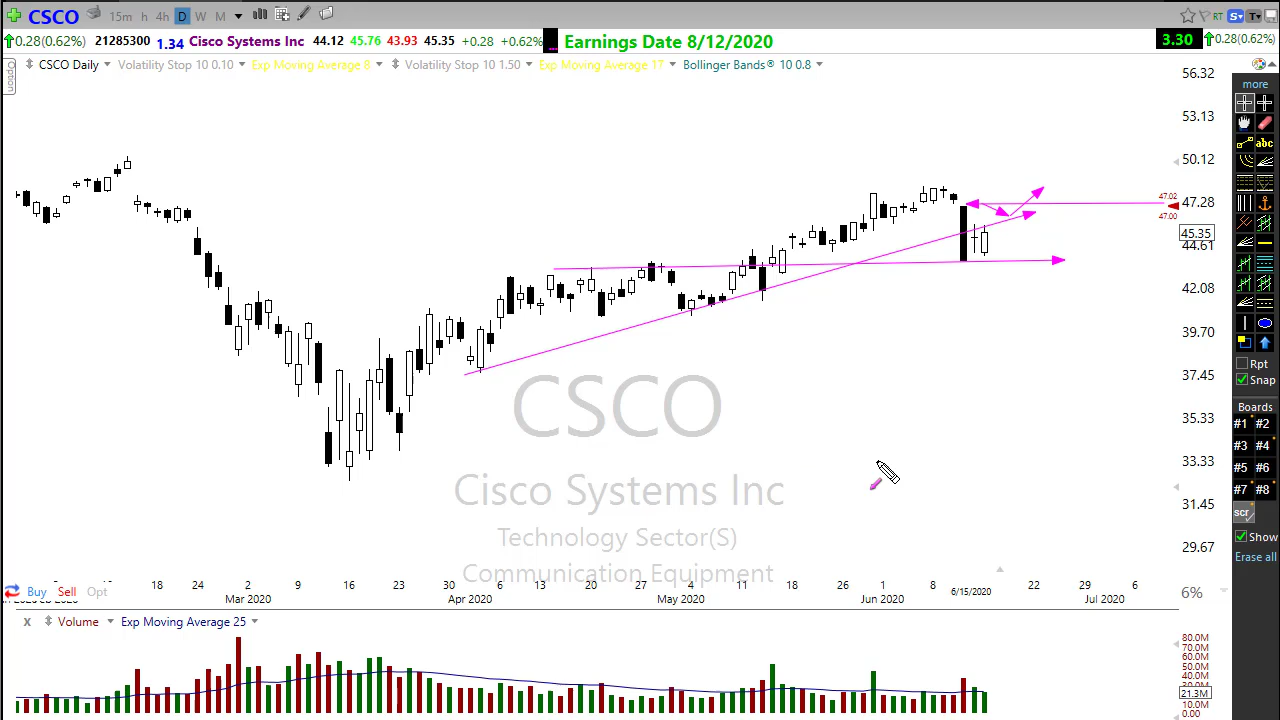 CSCO 15m h 4h D W M RT S T
0.28(0.62%) 21285300 1.34 Cisco Systems Inc 44.12 45.76 43.93 45.35 +0.28 +0.62% Earnings Date 8/12/2020 3.30 0.28(0.62%)
CSCO Daily Volatility Stop 10 0.10 Exp Moving Average 8 Volatility Stop 10 1.50 Exp Moving Average 17 Bollinger Bands® 10 0.8
Option
56.32
53.13
50.12
47.02
47.28
47.00
45.35
44.61
42.08
39.70
37.45
35.33
33.33
31.45
29.67
CSCO
Cisco Systems Inc
Technology Sector(S)
Communication Equipment
18 24 2 9 16 23 30 6 13 20 27 4 11 18 26 1 8 6/15/2020 22 29 6
Mar 2020 Apr 2020 May 2020 Jun 2020 Jul 2020
Buy Sell Opt 6%
X Volume Exp Moving Average 25
80.0M
70.0M
60.0M
50.0M
40.0M
21.3M
10.0M
0.00
more
abc
Rpt
Snap
Boards
#1 #2
#3 #4
#5 #6
#7 #8
scr
Show
Erase all